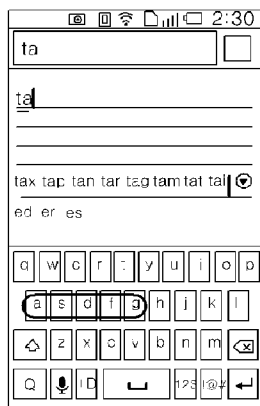 2:30
ta
ta
tax tap tan tar tag tam tat tal
ed er es
q w e r t y u i o p
a s d f g h j k l
z x c v b n m
Q 123 !@#